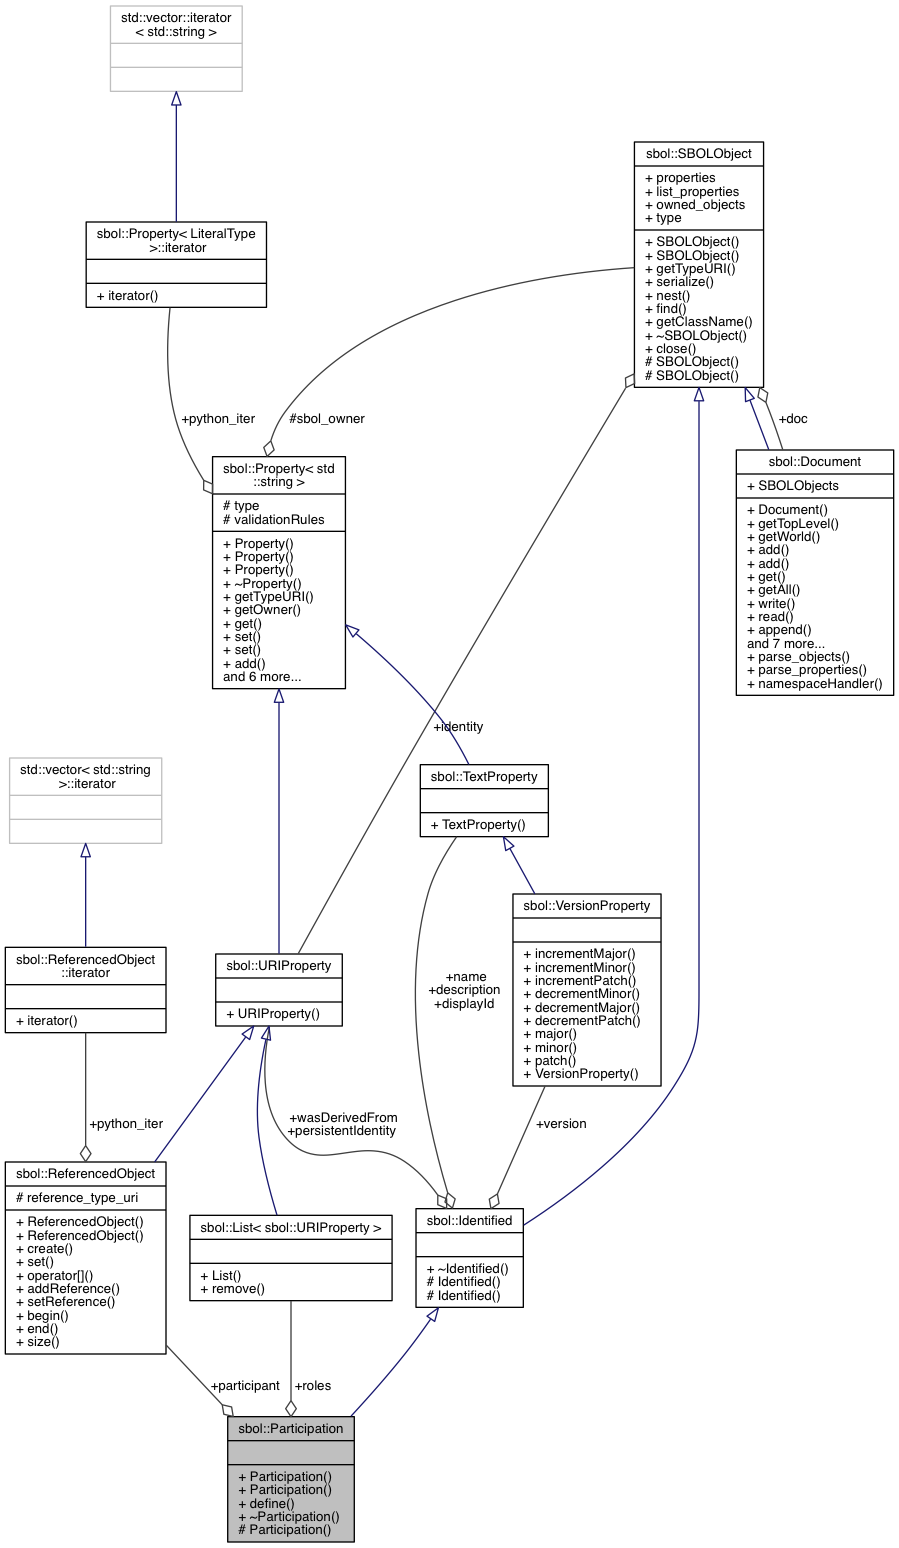 std::vector::iterator
< std::string >
sbol::SBOLObject
+ properties
+ list_properties
+ owned_objects
+ type
+ SBOLObject()
+ SBOLObject()
+ getTypeURI()
+ serialize()
+ nest()
+ find()
+ getClassName()
+ ~SBOLObject()
+ close()
# SBOLObject()
# SBOLObject()
sbol::Property< LiteralType
>::iterator
+ iterator()
+python_iter
#sbol_owner
+doc
sbol::Property< std
::string >
# type
# validationRules
+ Property()
+ Property()
+ Property()
+ ~Property()
+ getTypeURI()
+ getOwner()
+ get()
+ set()
+ set()
+ add()
and 6 more...
sbol::Document
+ SBOLObjects
+ Document()
+ getTopLevel()
+ getWorld()
+ add()
+ add()
+ get()
+ getAll()
+ write()
+ read()
+ append()
and 7 more...
+ parse_objects()
+ parse_properties()
+ namespaceHandler()
+identity
std::vector< std::string
>::iterator
sbol::TextProperty
+ TextProperty()
sbol::VersionProperty
+ incrementMajor()
+ incrementMinor()
+ incrementPatch()
+ decrementMinor()
+ decrementMajor()
+ decrementPatch()
+ major()
+ minor()
+ patch()
+ VersionProperty()
sbol::ReferencedObject
::iterator
+ iterator()
sbol::URIProperty
+ URIProperty()
+name
+description
+displayId
+python_iter
+wasDerivedFrom
+persistentIdentity
+version
sbol::ReferencedObject
# reference_type_uri
+ ReferencedObject()
+ ReferencedObject()
+ create()
+ set()
+ operator[]()
+ addReference()
+ setReference()
+ begin()
+ end()
+ size()
sbol::List< sbol::URIProperty >
+ List()
+ remove()
sbol::Identified
+ ~Identified()
# Identified()
# Identified()
+participant
+roles
sbol::Participation
+ Participation()
+ Participation()
+ define()
+ ~Participation()
# Participation()